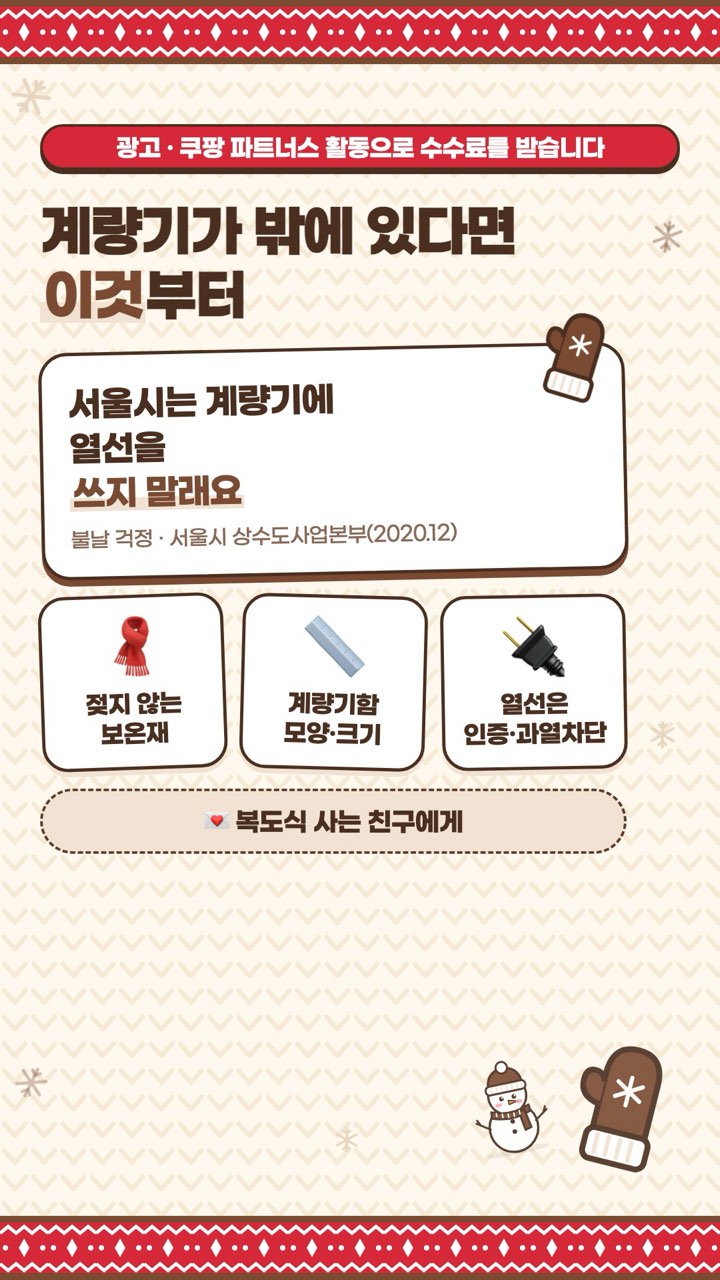 광고 · 쿠팡 파트너스 활동으로 수수료를 받습니다
계량기가 밖에 있다면
이것부터
서울시는 계량기에
열선을
쓰지 말래요
불날 걱정 · 서울시 상수도사업본부(2020.12)
젖지 않는
보온재
계량기함
모양·크기
열선은
인증·과열차단
💌 복도식 사는 친구에게